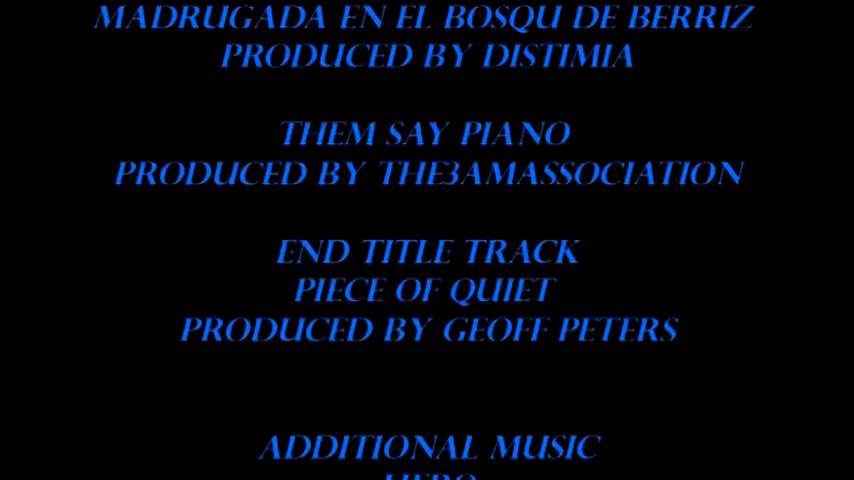 MADRUGADA EN EL BOSQU DE BERRIZ
PRODUCED BY DISTIMIA
THEM SAY PIANO
PRODUCED BY THE3AMASSOCIATION
END TITLE TRACK
PIECE OF QUIET
PRODUCED BY GEOFF PETERS
ADDITIONAL MUSIC